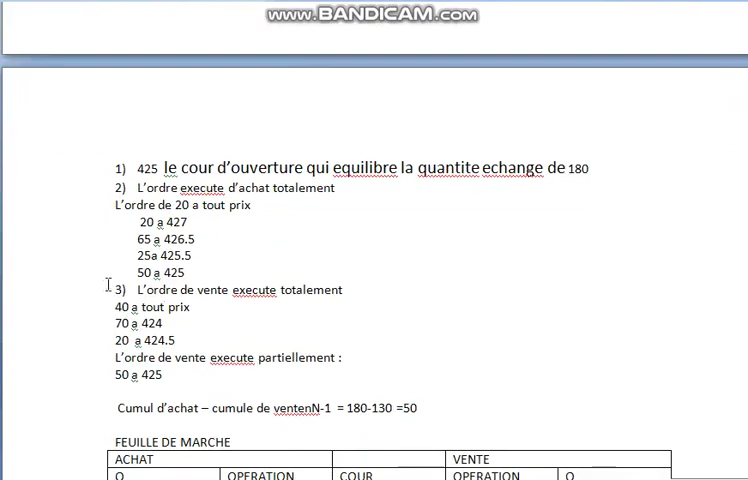 www.BANDICAM.com
1) 425 le cour d'ouverture qui equilibre la quantite echange de 180
2) L'ordre execute d'achat totalement
L'ordre de 20 a tout prix
20 a 427
65 a 426.5
25a 425.5
50 a 425
3) L'ordre de vente execute totalement
40 a tout prix
70 a 424
20 a 424.5
L'ordre de vente execute partiellement :
50 a 425
Cumul d'achat – cumule de ventenN-1 = 180-130 =50
FEUILLE DE MARCHE
ACHAT VENTE
Q OPERATION COUR OPERATION Q